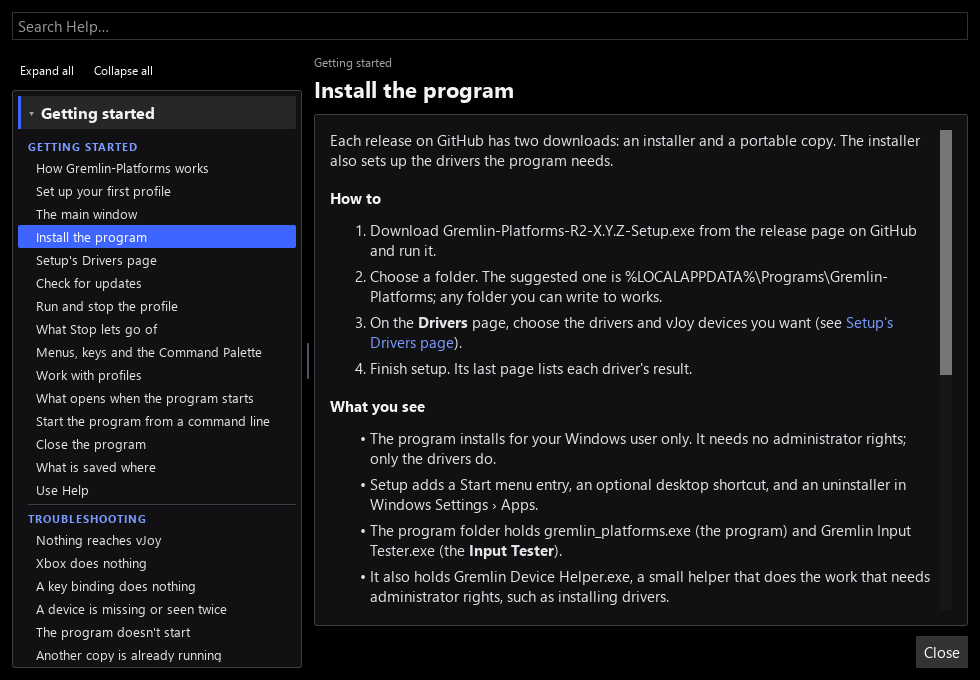 Search Help...
Expand all
Collapse all
Getting started
GETTING STARTED
How Gremlin-Platforms works
Set up your first profile
The main window
Install the program
Setup's Drivers page
Check for updates
Run and stop the profile
What Stop lets go of
Menus, keys and the Command Palette
Work with profiles
What opens when the program starts
Start the program from a command line
Close the program
What is saved where
Use Help
TROUBLESHOOTING
Nothing reaches vJoy
Xbox does nothing
A key binding does nothing
A device is missing or seen twice
The program doesn't start
Another copy is already running
Getting started
Install the program
Each release on GitHub has two downloads: an installer and a portable copy. The installer
also sets up the drivers the program needs.
How to
1. Download Gremlin-Platforms-R2-X.Y.Z-Setup.exe from the release page on GitHub
and run it.
2. Choose a folder. The suggested one is %LOCALAPPDATA%\Programs\Gremlin-
Platforms; any folder you can write to works.
3. On the Drivers page, choose the drivers and vJoy devices you want (see Setup's
Drivers page).
4. Finish setup. Its last page lists each driver's result.
What you see
• The program installs for your Windows user only. It needs no administrator rights;
only the drivers do.
• Setup adds a Start menu entry, an optional desktop shortcut, and an uninstaller in
Windows Settings › Apps.
• The program folder holds gremlin_platforms.exe (the program) and Gremlin Input
Tester.exe (the Input Tester).
• It also holds Gremlin Device Helper.exe, a small helper that does the work that needs
administrator rights, such as installing drivers.
Close